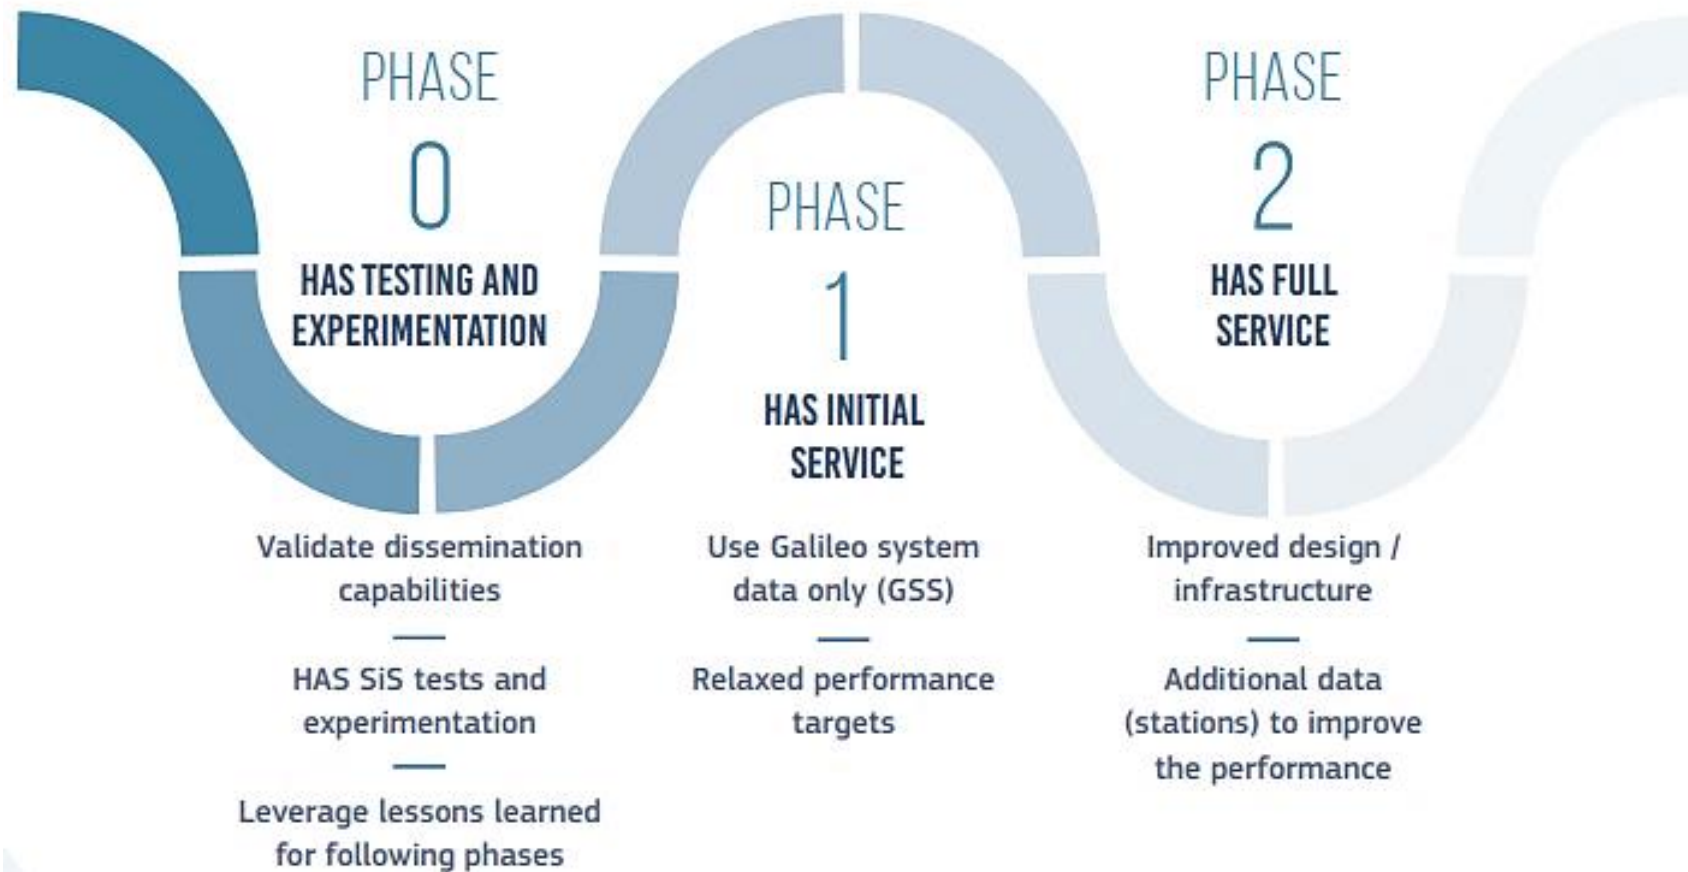 PHASE
0
HAS TESTING AND
EXPERIMENTATION
Validate dissemination
capabilities
HAS SiS tests and
experimentation
Leverage lessons learned
for following phases
PHASE
1
HAS INITIAL
SERVICE
Use Galileo system
data only (GSS)
Relaxed performance
targets
PHASE
2
HAS FULL
SERVICE
Improved design /
infrastructure
Additional data
(stations) to improve
the performance